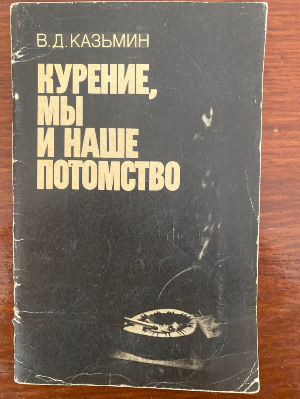 В. Д. КАЗЬМИН
КУРЕНИЕ,
МЫ
И НАШЕ
ПОТОМСТВО